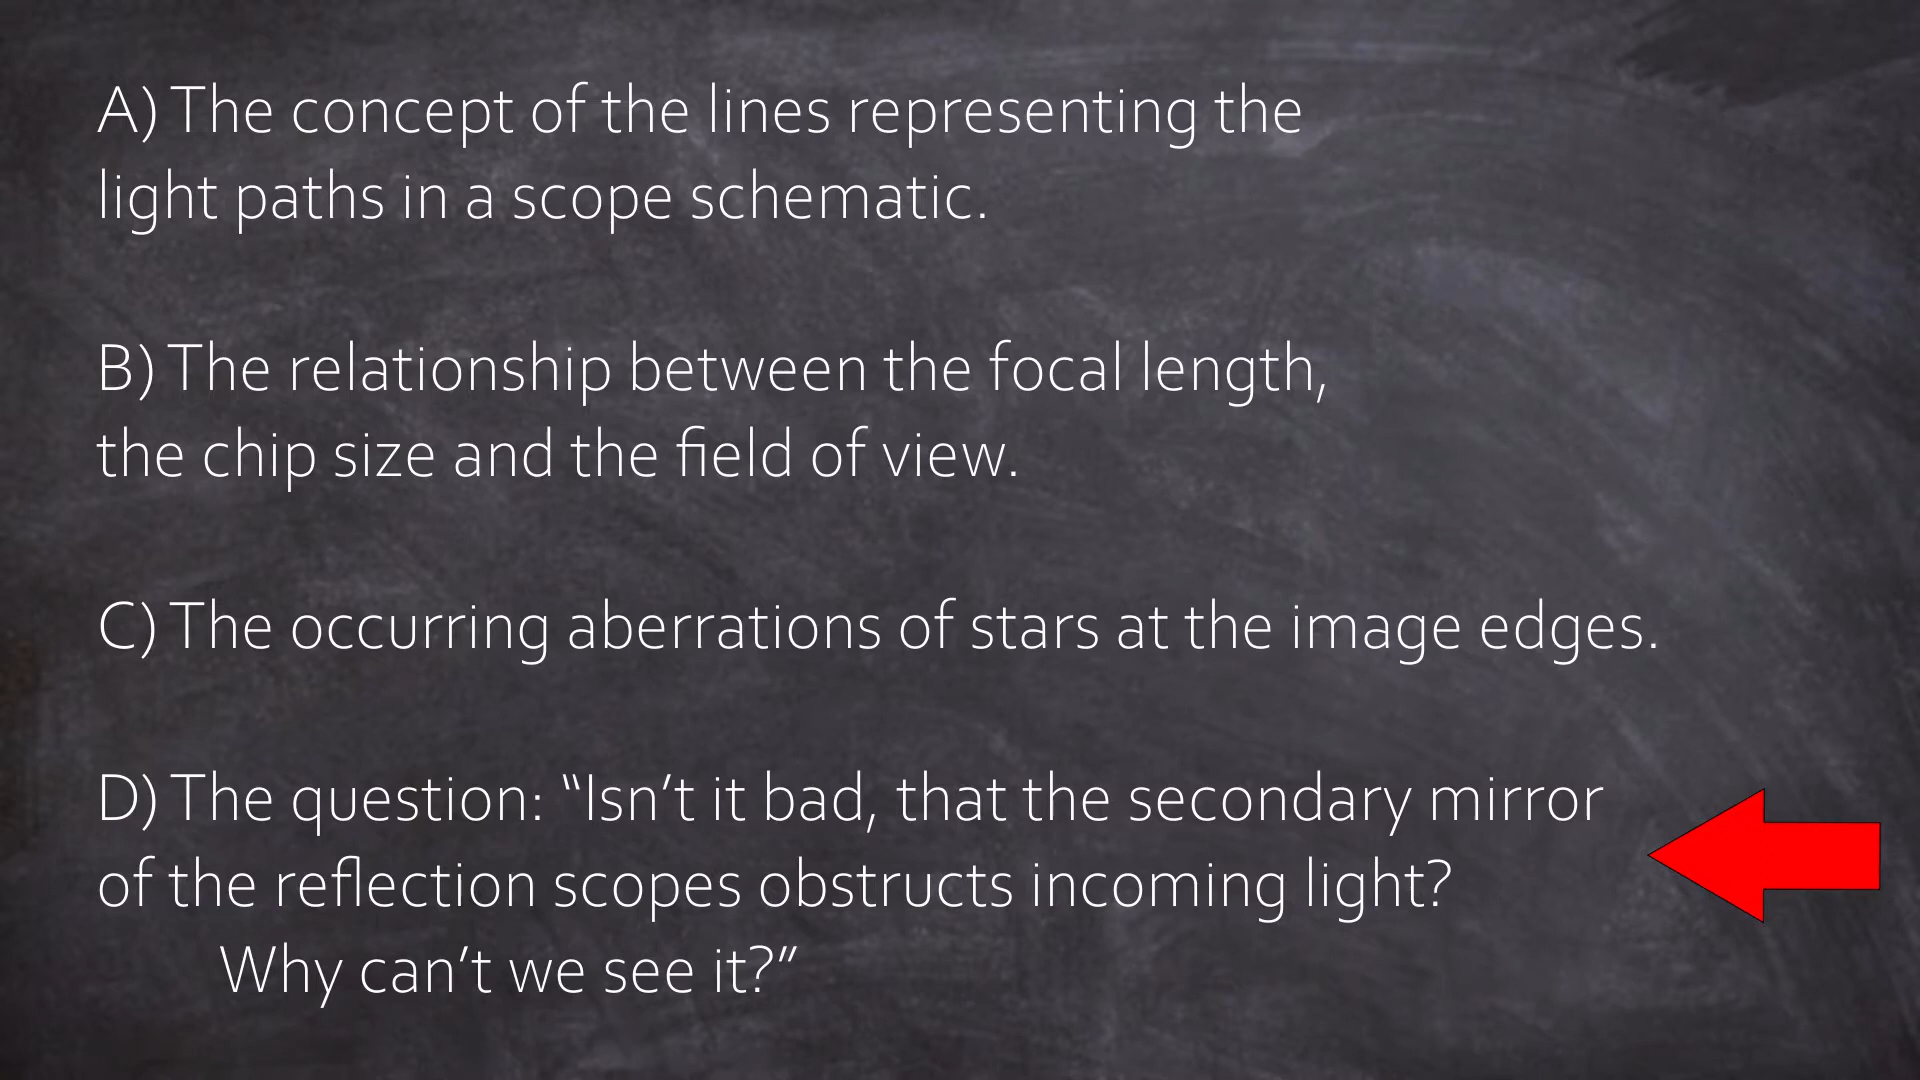 A) The concept of the lines representing the
light paths in a scope schematic.
B) The relationship between the focal length,
the chip size and the field of view.
C) The occurring aberrations of stars at the image edges.
D) The question: “Isn’t it bad, that the secondary mirror
of the reflection scopes obstructs incoming light?
Why can’t we see it?”